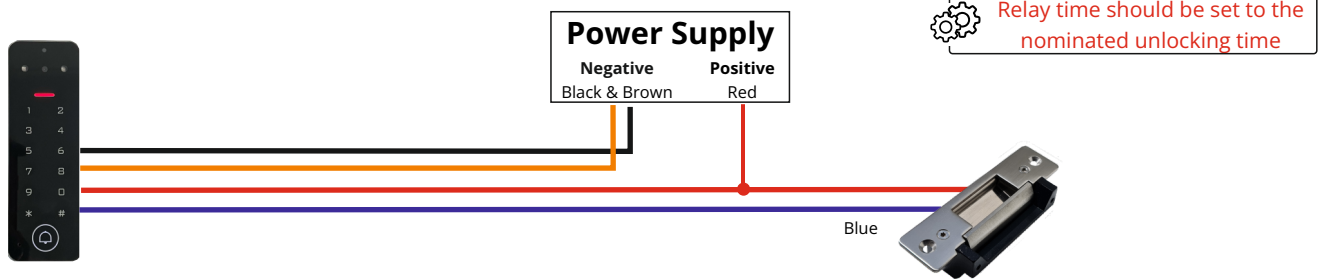 Relay time should be set to the
nominated unlocking time
Power Supply
Negative Positive
Black & Brown Red
1 2
3 4
5 6
7 8
9 0
* #
Blue